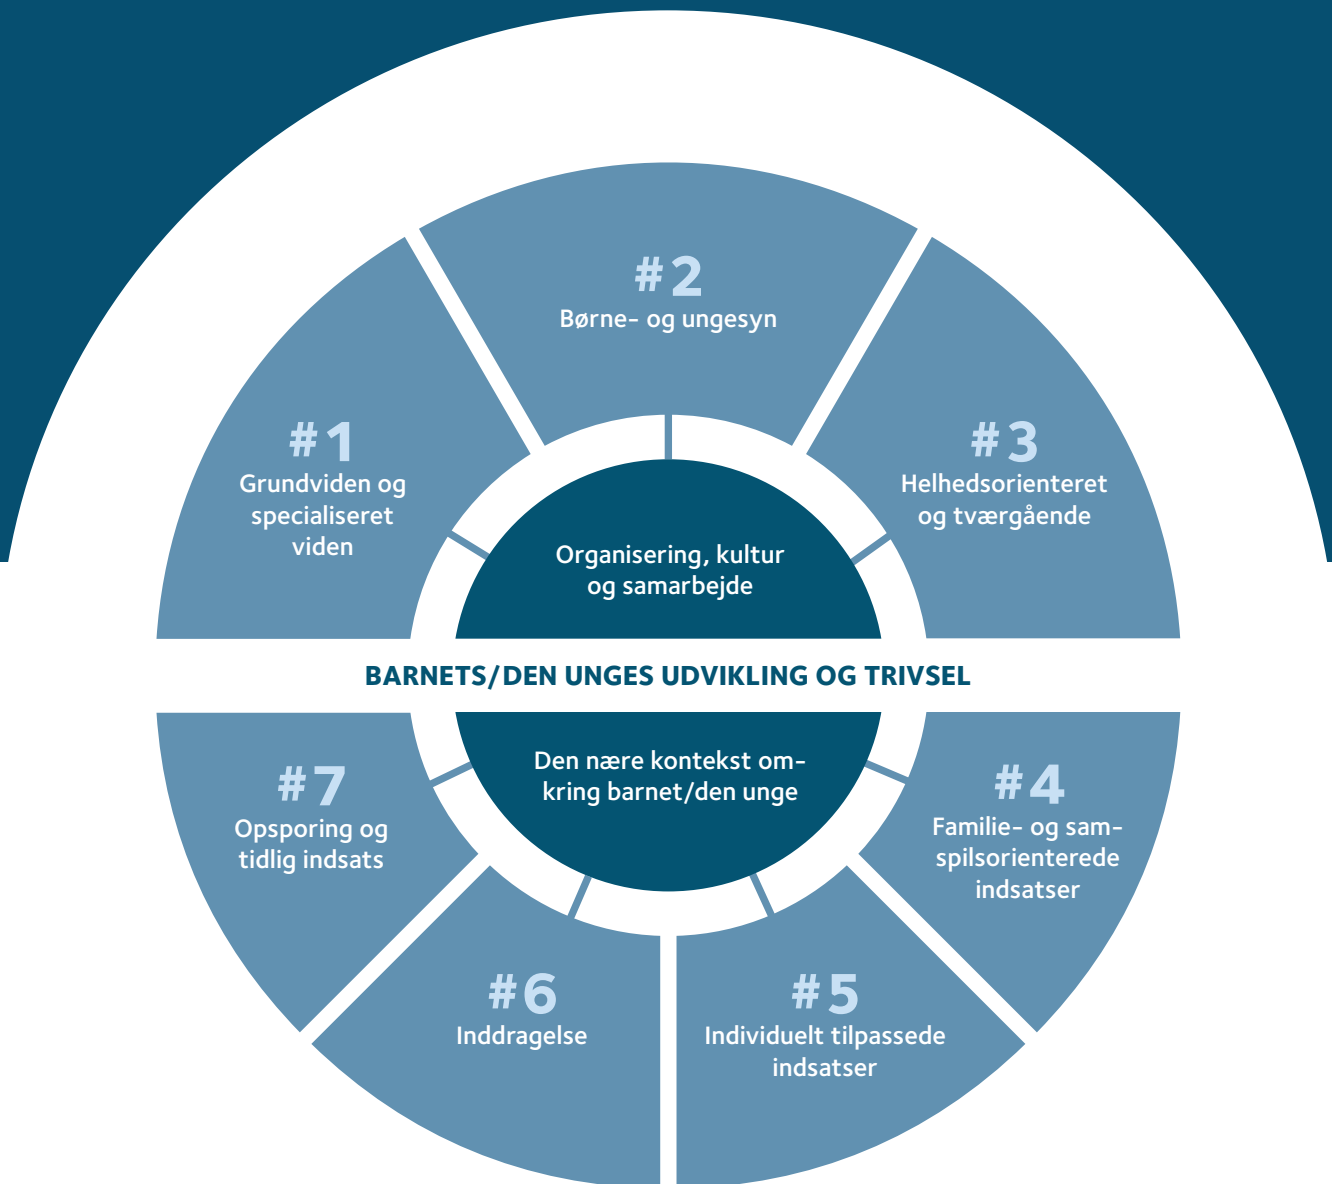 #2
Børne- og ungesyn
#1
Grundviden og
specialiseret
viden
#3
Helhedsorienteret
og tværgående
Organisering, kultur
og samarbejde
BARNETS/DEN UNGES UDVIKLING OG TRIVSEL
Den nære kontekst om-
kring barnet/den unge
#7
Opsporing og
tidlig indsats
#4
Familie- og sam-
spilsorienterede
indsatser
#6
Inddragelse
#5
Individuelt tilpassede
indsatser